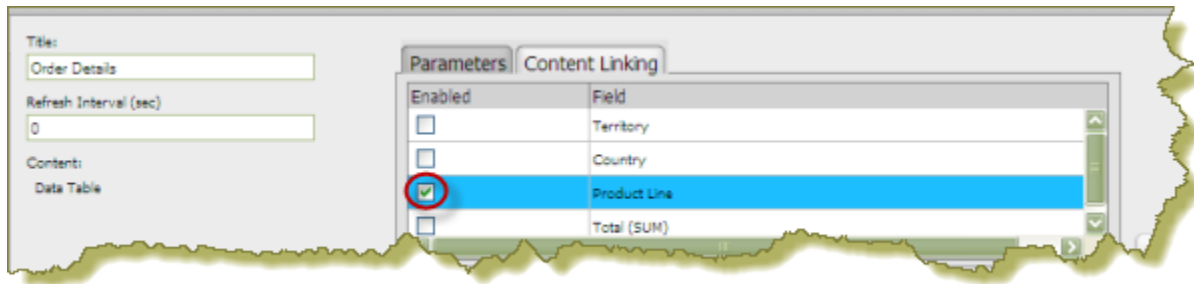 Title:
Order Details
Refresh Interval (sec)
0
Content:
Data Table
Parameters
Content Linking
Enabled
Field
Territory
Country
Product Line
Total (SUM)